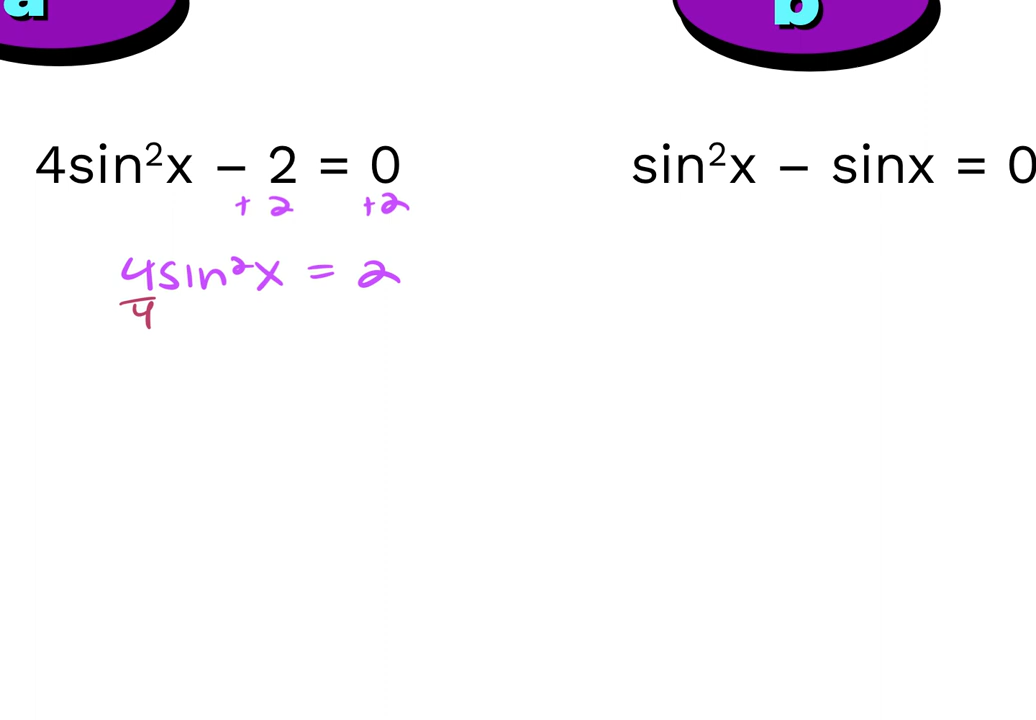 a
b
4sin²x – 2 = 0
sin²x – sinx = 0
+ 2 +2
4sin²x = 2
4